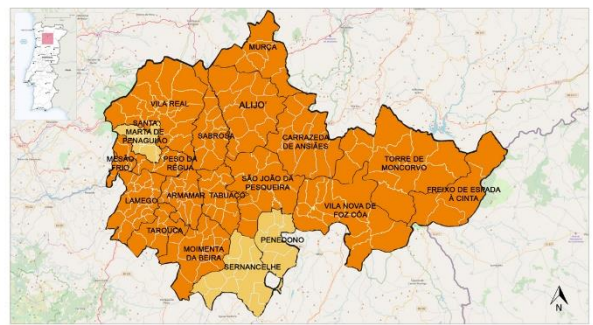 MURÇA
VILA REAL
ALIJO'
SANTA
MARTA DE
PENAGUIÃO
SABROSA
CARRAZEDA
DE ANSIÃES
MESÃO
FRIO
PESO DA
RÉGUA
TORRE DE
MONCORVO
SÃO JOÃO DA
PESQUEIRA
FREIXO DE ESPADA
À CINTA
LAMEGO
ARMAMAR
TABUAÇO
VILA NOVA DE
FOZ CÔA
TAROUCA
PENEDONO
MOIMENTA
DA BEIRA
SERNANCELHE
N